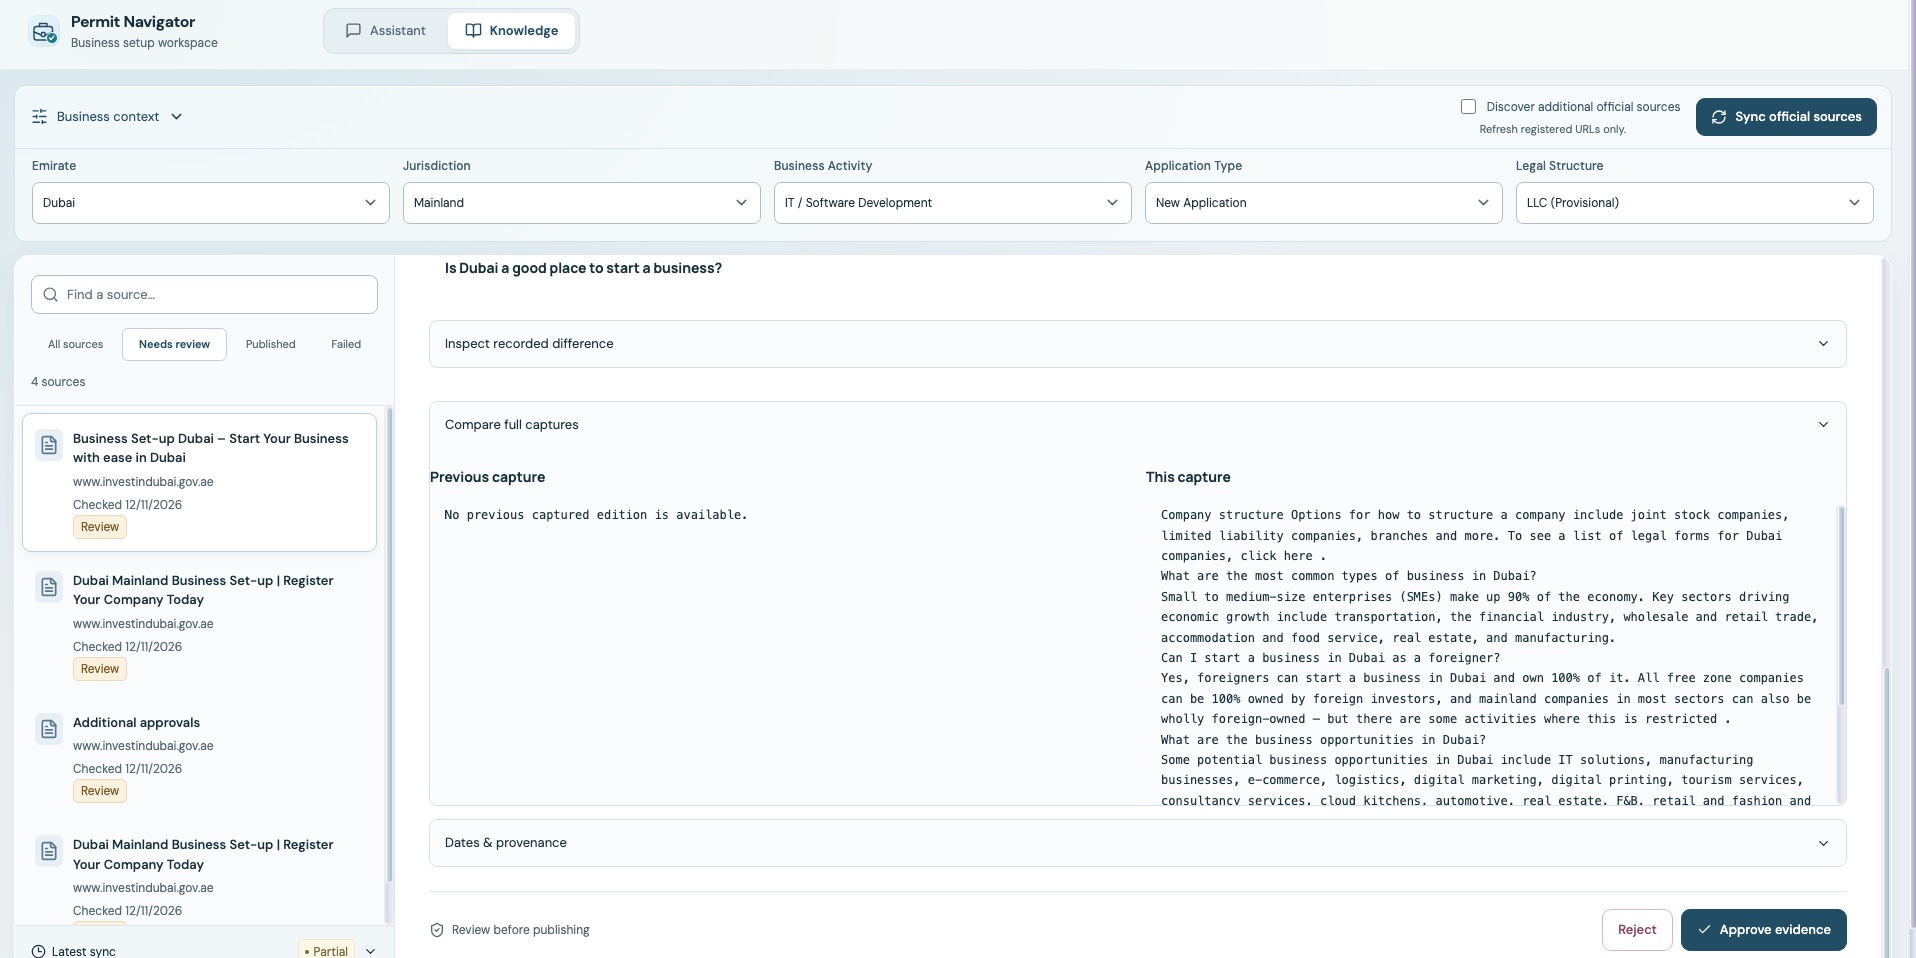 Permit Navigator
Business setup workspace
Assistant
Knowledge
Business context
Discover additional official sources
Refresh registered URLs only.
Sync official sources
Emirate
Jurisdiction
Business Activity
Application Type
Legal Structure
Dubai
Mainland
IT / Software Development
New Application
LLC (Provisional)
Find a source...
All sources
Needs review
Published
Failed
4 sources
Business Set-up Dubai – Start Your Business
with ease in Dubai
www.investindubai.gov.ae
Checked 12/11/2026
Review
Dubai Mainland Business Set-up | Register
Your Company Today
www.investindubai.gov.ae
Checked 12/11/2026
Review
Additional approvals
www.investindubai.gov.ae
Checked 12/11/2026
Review
Dubai Mainland Business Set-up | Register
Your Company Today
www.investindubai.gov.ae
Checked 12/11/2026
Latest sync
• Partial
Is Dubai a good place to start a business?
Inspect recorded difference
Compare full captures
Previous capture
No previous captured edition is available.
This capture
Company structure Options for how to structure a company include joint stock companies,
limited liability companies, branches and more. To see a list of legal forms for Dubai
companies, click here .
What are the most common types of business in Dubai?
Small to medium-size enterprises (SMEs) make up 90% of the economy. Key sectors driving
economic growth include transportation, the financial industry, wholesale and retail trade,
accommodation and food service, real estate, and manufacturing.
Can I start a business in Dubai as a foreigner?
Yes, foreigners can start a business in Dubai and own 100% of it. All free zone companies
can be 100% owned by foreign investors, and mainland companies in most sectors can also be
wholly foreign-owned – but there are some activities where this is restricted .
What are the business opportunities in Dubai?
Some potential business opportunities in Dubai include IT solutions, manufacturing
businesses, e-commerce, logistics, digital marketing, digital printing, tourism services,
consultancy services, cloud kitchens, automotive, real estate, F&B, retail and fashion and
Dates & provenance
Review before publishing
Reject
Approve evidence